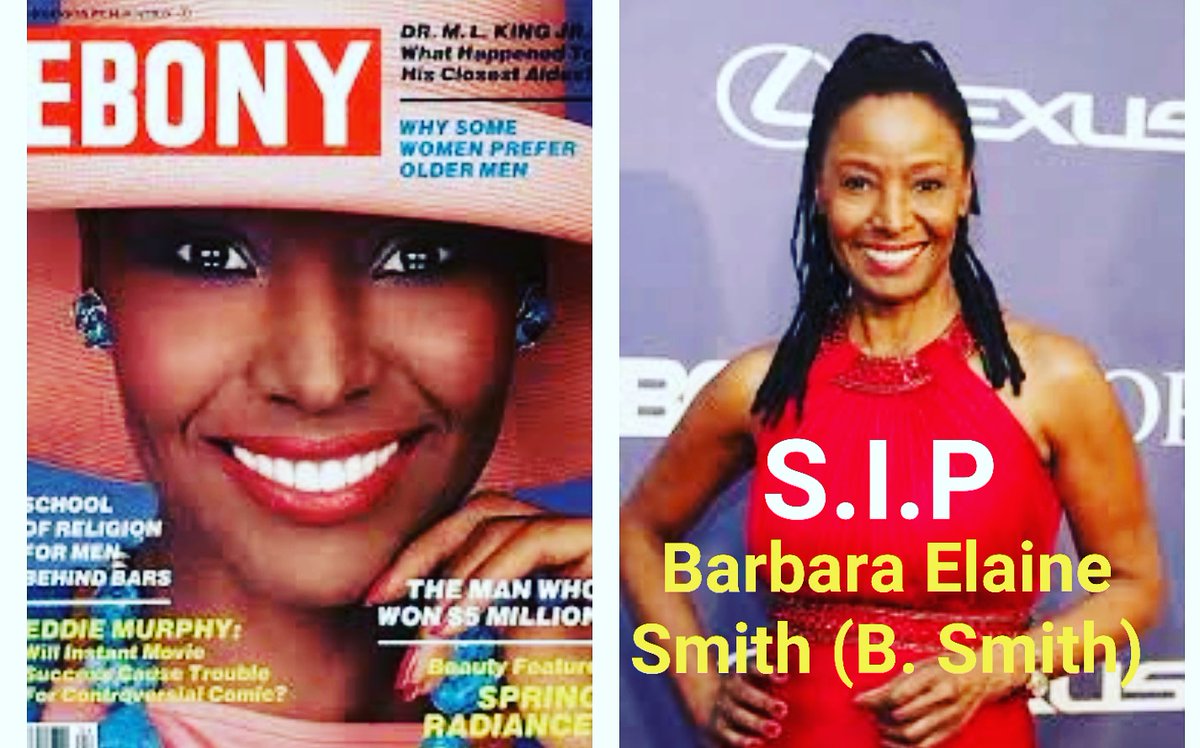 EBONY
DR. M. L. KING JR.
What Happened To
His Closest Aides
WHY SOME
WOMEN PREFER
OLDER MEN
SCHOOL
OF RELIGION
FOR MEN
BEHIND BARS
THE MAN WHO
WON $5 MILLION
EDDIE MURPHY:
Will Instant Movie
Success Cause Trouble
For Controversial Comic?
Beauty Feature
SPRING
RADIANCE
LEXUS
S.I.P
Barbara Elaine
Smith (B. Smith)
XUS